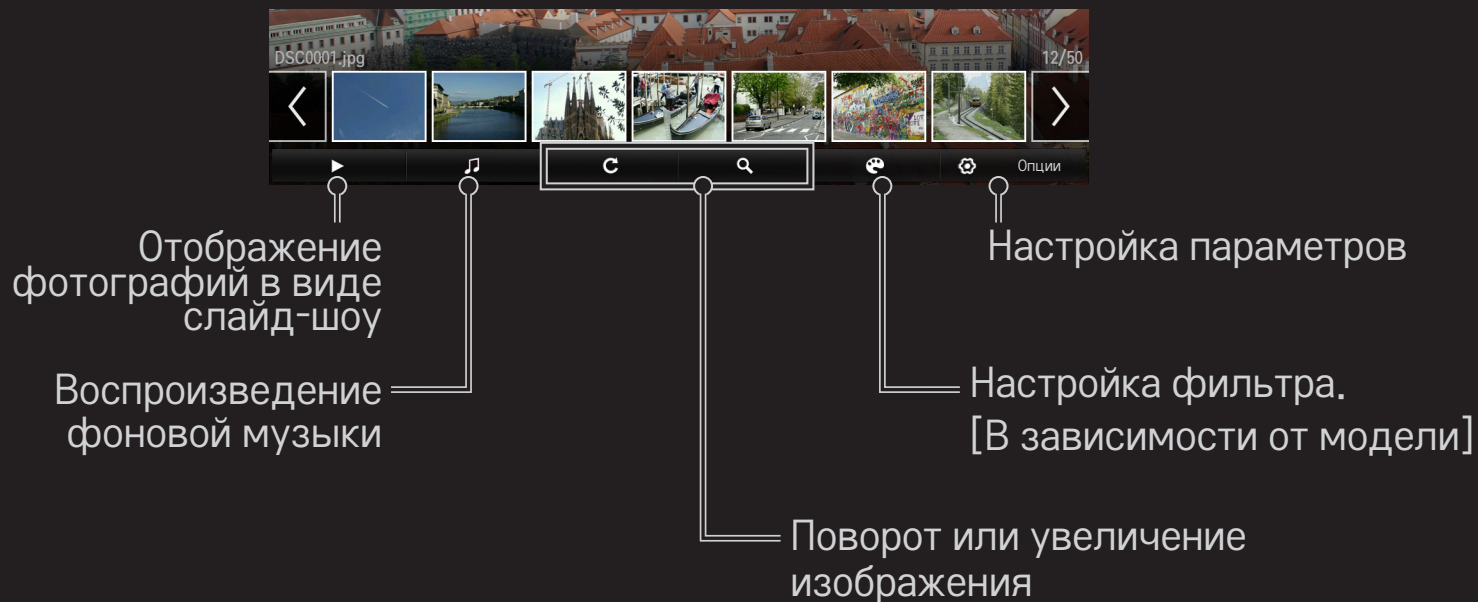 DSC0001.jpg
12/50
Опции
Отображение
фотографий в виде
слайд-шоу
Настройка параметров
Воспроизведение
фоновой музыки
Настройка фильтра.
[В зависимости от модели]
Поворот или увеличение
изображения